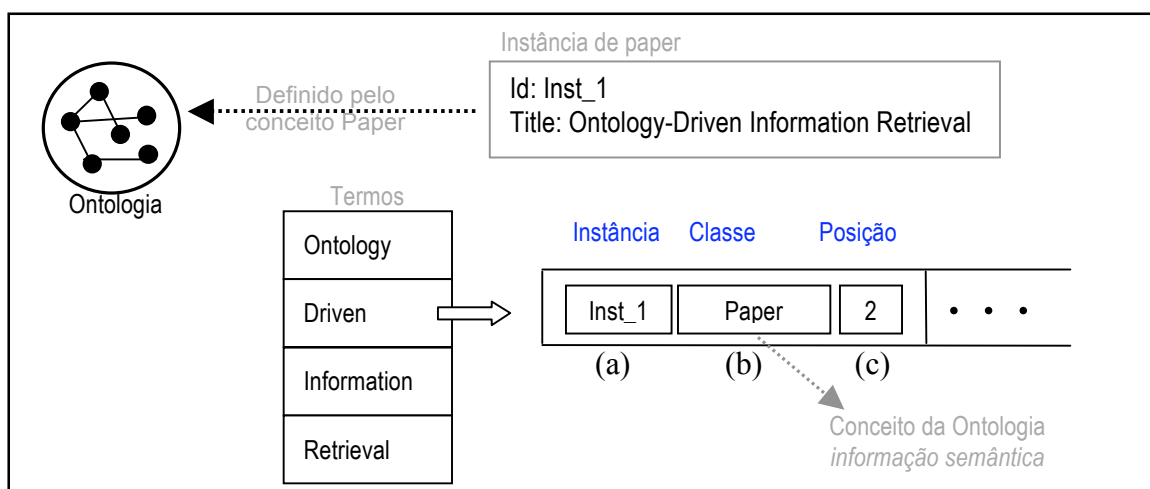 Instância de paper
Id: Inst_1
Title: Ontology-Driven Information Retrieval
Definido pelo
conceito Paper
Ontologia
Termos
Ontology
Driven
Information
Retrieval
Instância Classe Posição
Inst_1 Paper 2 • • •
(a) (b) (c)
Conceito da Ontologia
informação semântica